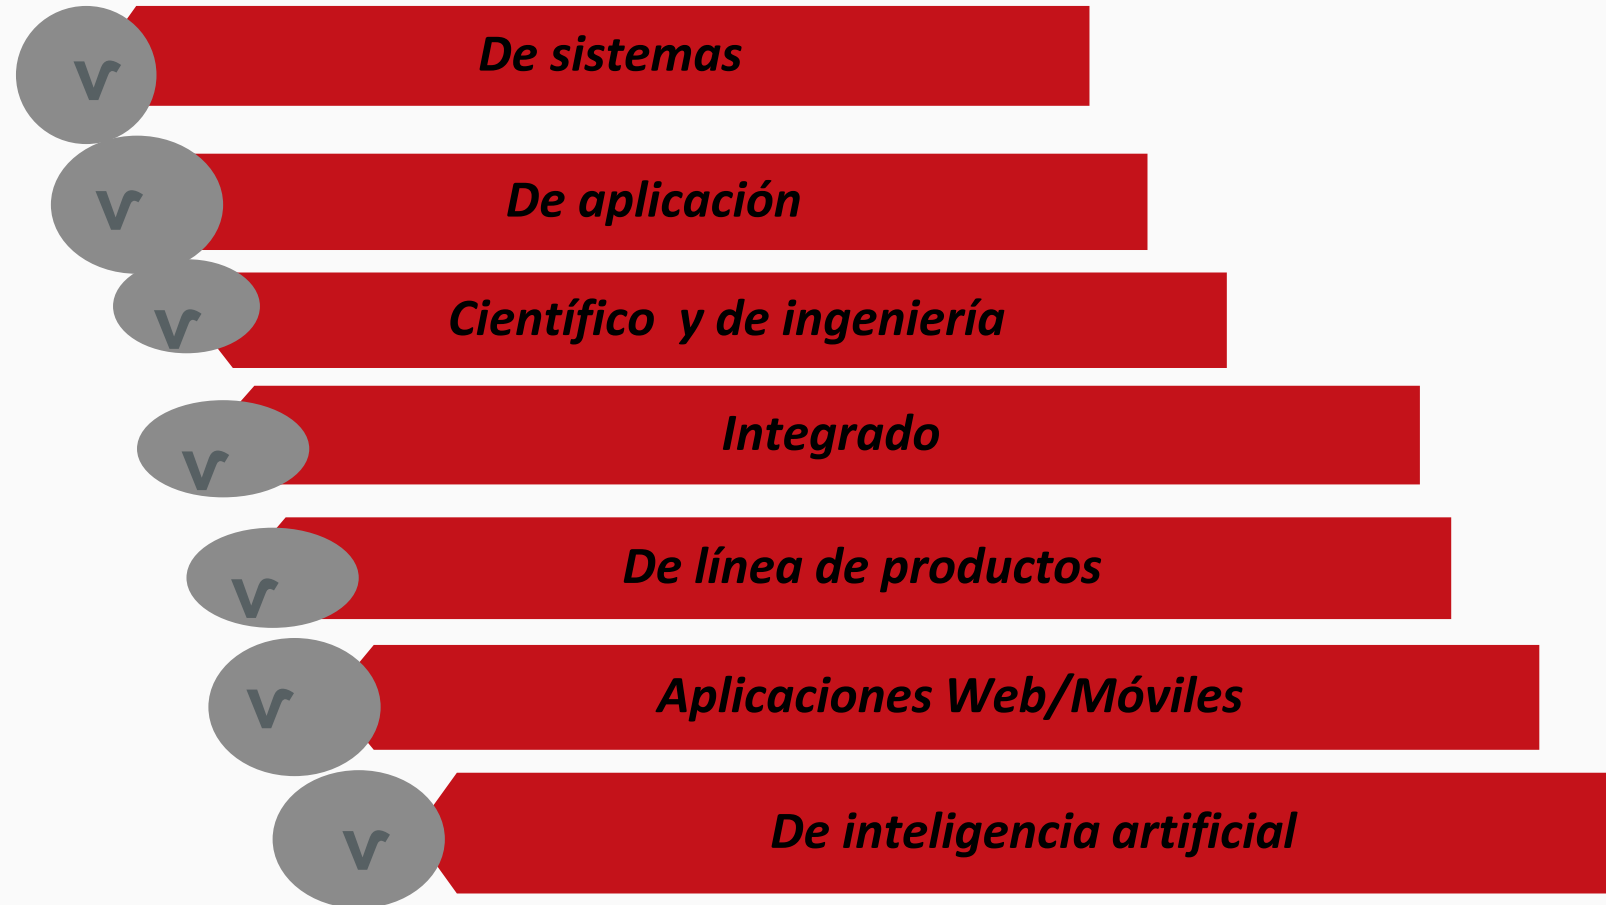 ⱱ De sistemas
ⱱ De aplicación
ⱱ Científico  y de ingeniería
ⱱ Integrado
ⱱ De línea de productos
ⱱ Aplicaciones Web/Móviles
ⱱ De inteligencia artificial